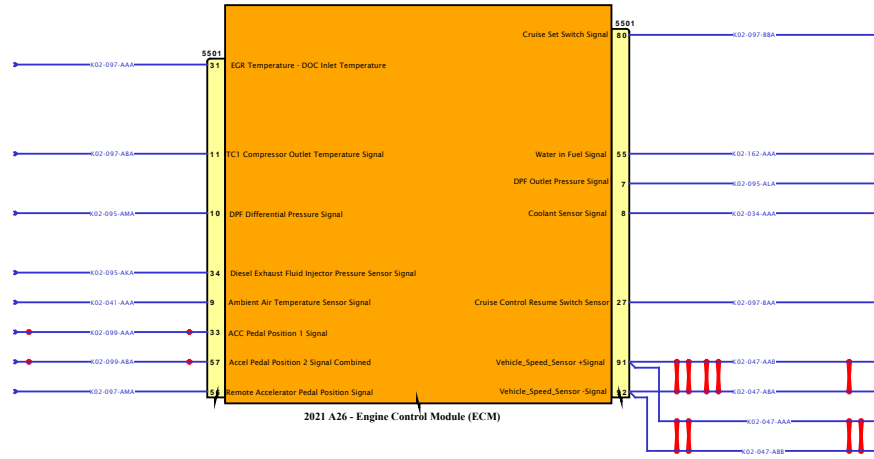 5501
Cruise Set Switch Signal 80 K02-097-BBA
5501
K02-097-AAA 31 EGR Temperature - DOC Inlet Temperature
K02-097-ABA 11 TC1 Compressor Outlet Temperature Signal
Water in Fuel Signal 55 K02-162-AAA
DPF Outlet Pressure Signal 7 K02-095-ALA
K02-095-AMA 10 DPF Differential Pressure Signal
Coolant Sensor Signal 8 K02-034-AAA
K02-095-AKA 34 Diesel Exhaust Fluid Injector Pressure Sensor Signal
K02-041-AAA 9 Ambient Air Temperature Sensor Signal
Cruise Control Resume Switch Sensor 27 K02-097-BAA
K02-099-AAA 33 ACC Pedal Position 1 Signal
K02-099-ABA 57 Accel Pedal Position 2 Signal Combined
Vehicle_Speed_Sensor +Signal 91 K02-047-AAB
K02-097-AMA 56 Remote Accelerator Pedal Position Signal
Vehicle_Speed_Sensor -Signal 92 K02-047-ABA
2021 A26 - Engine Control Module (ECM)
K02-047-AAA
K02-047-ABB